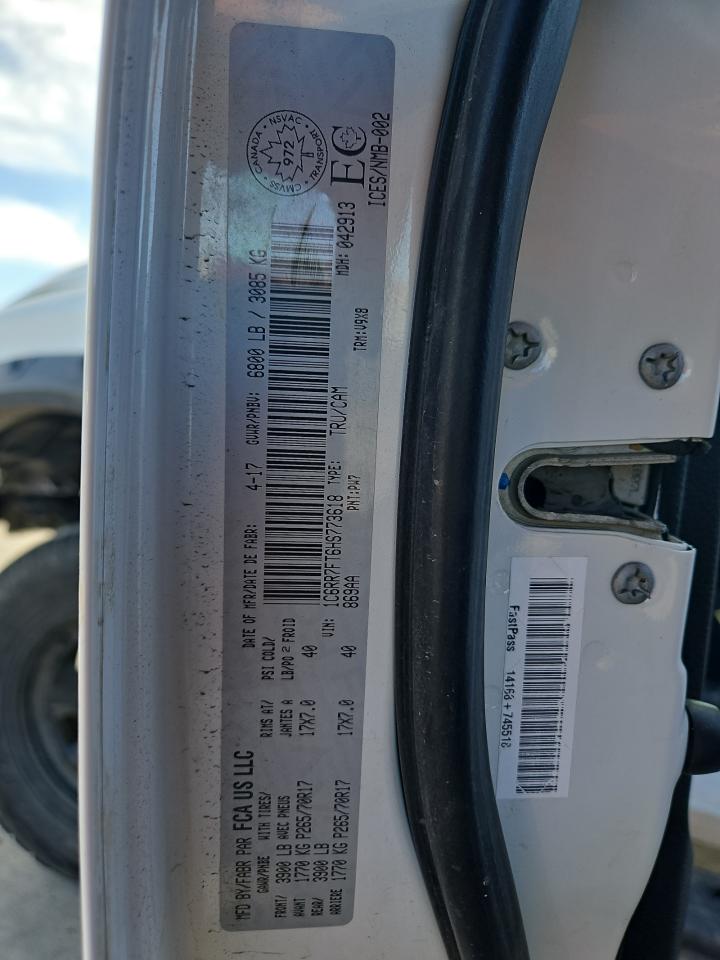 MFD BY/FABR PAR FCA US LLC
DATE OF MFR/DATE DE FABR: 4-17
GVWR/PNBV: 6800 LB / 3085 KG
GAWR/PNBE
WITH TIRES/
RIMS AT/
PSI COLD/
FRONT/ 3900 LB AVEC PNEUS JANTES A LB/PO 2 FROID
AVANT 1770 KG P265/70R17 17X7.0 40
REAR/ 3900 LB
ARRIERE 1770 KG P265/70R17 17X7.0 40
VIN: 1C6RR7FT6HS773618 TYPE: TRU/CAM
869AA PNT:PW7 TRM:V9X8
MDH: 042913
CANADA NSVAC
972
CMVSS TRANSPORT
EC
ICES/NMB-002
FastPass 14168+745518